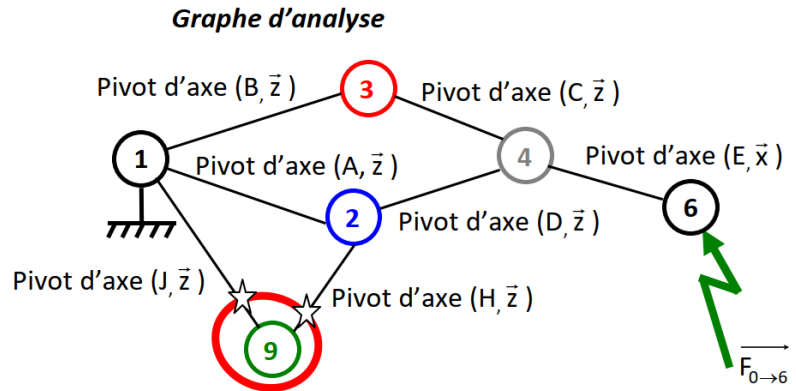 Graphe d’analyse
Pivot d’axe (B, z⃗ )
3
Pivot d’axe (C, z⃗ )
1
Pivot d’axe (A, z⃗ )
4
Pivot d’axe (E, x⃗ )
2
6
Pivot d’axe (D, z⃗ )
Pivot d’axe (J, z⃗ )
Pivot d’axe (H, z⃗ )
9
F0→6